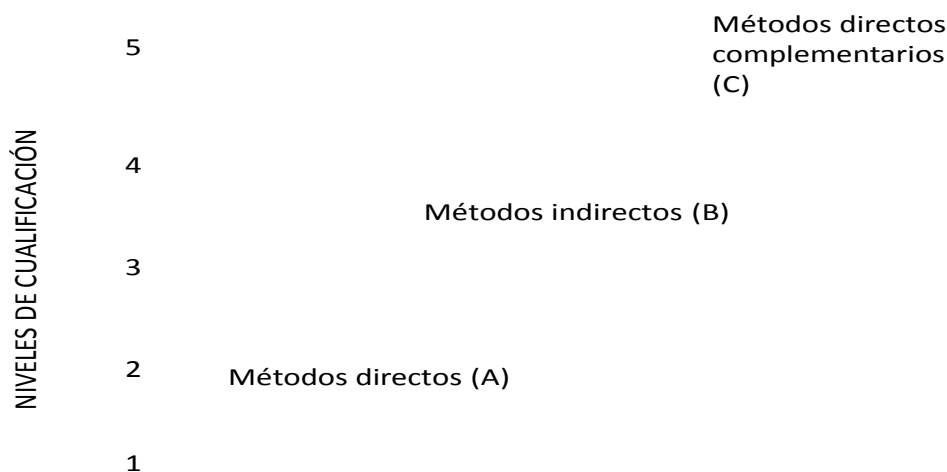 Métodos directos
complementarios
(C)
5
4
Métodos indirectos (B)
3
2
Métodos directos (A)
1
NIVELES DE CUALIFICACIÓN